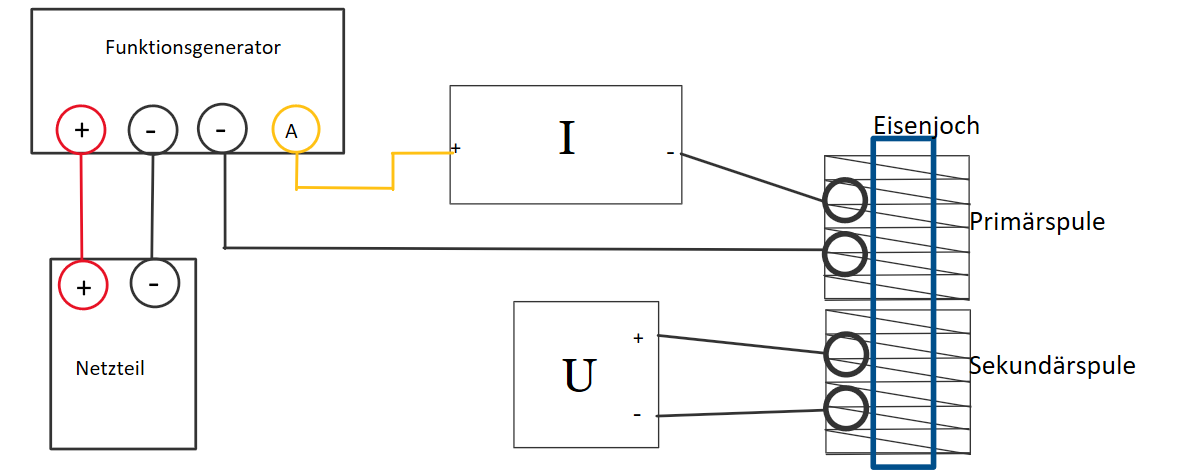 Funktionsgenerator
+ - - A
+ I -
Eisenjoch
Primärspule
+ -
Netzteil
U + -
Sekundärspule